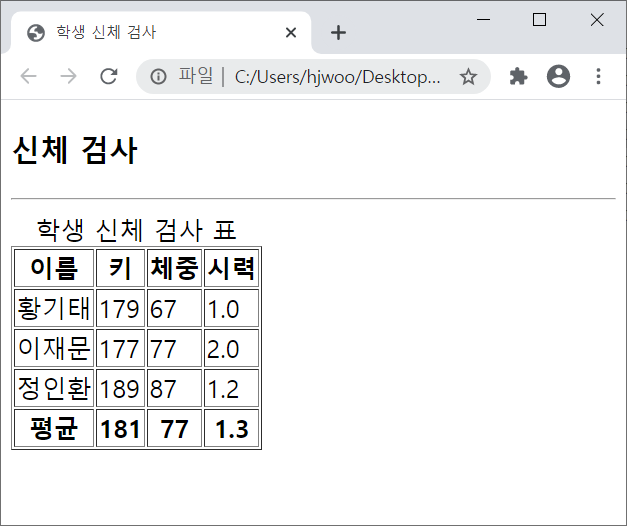 학생 신체 검사
파일 | C:/Users/hjwoo/Desktop...
신체 검사
학생 신체 검사 표
이름 키 체중 시력
황기태 179 67 1.0
이재문 177 77 2.0
정인환 189 87 1.2
평균 181 77 1.3